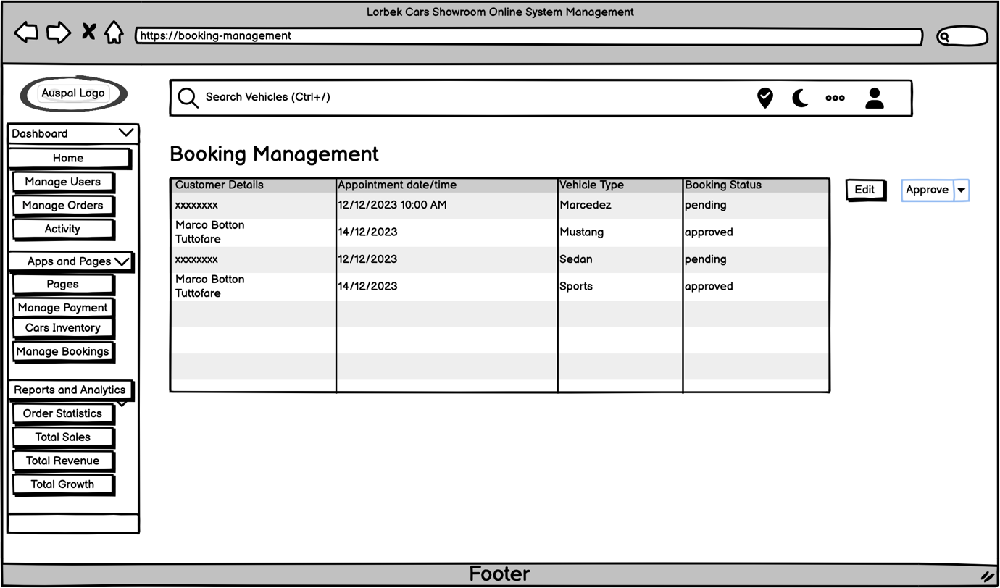 Lorbek Cars Showroom Online System Management
https://booking-management
Auspal Logo
Search Vehicles (Ctrl+/)
Dashboard
Home
Manage Users
Manage Orders
Activity
Apps and Pages
Pages
Manage Payment
Cars Inventory
Manage Bookings
Reports and Analytics
Order Statistics
Total Sales
Total Revenue
Total Growth
Booking Management
Customer Details Appointment date/time Vehicle Type Booking Status
xxxxxxxx 12/12/2023 10:00 AM Marcedez pending
Marco Botton
Tuttofare 14/12/2023 Mustang approved
xxxxxxxx 12/12/2023 Sedan pending
Marco Botton
Tuttofare 14/12/2023 Sports approved
Edit
Approve
Footer